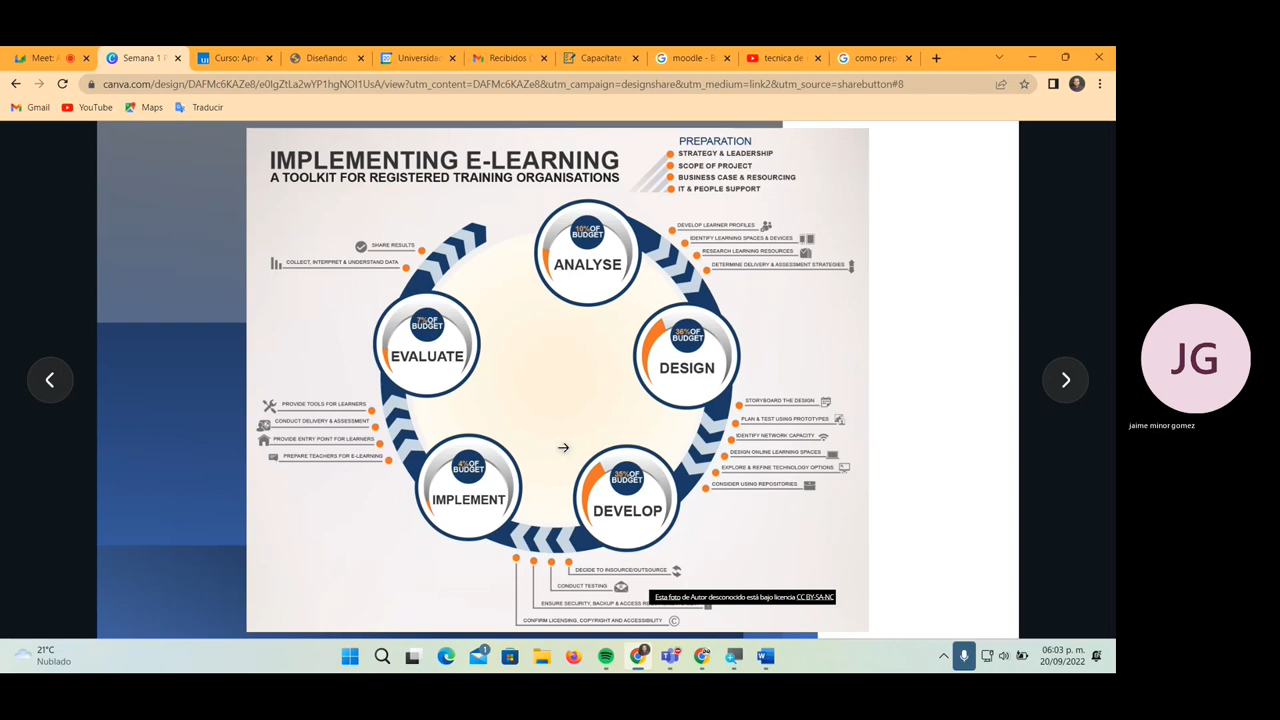 Meet:
Semana 1 P
Curso: Apre
Diseñando
Universida
Recibidos
Capacítate
moodle - B
tecnica de
como prep
canva.com/design/DAFMc6KAZe8/e0IgZtLa2wYP1hgNOI1UsA/view?utm_content=DAFMc6KAZe8&utm_campaign=designshare&utm_medium=link2&utm_source=sharebutton#8
Gmail YouTube Maps Traducir
IMPLEMENTING E-LEARNING
A TOOLKIT FOR REGISTERED TRAINING ORGANISATIONS
PREPARATION
STRATEGY & LEADERSHIP
SCOPE OF PROJECT
BUSINESS CASE & RESOURCING
IT & PEOPLE SUPPORT
10% OF
BUDGET
ANALYSE
DEVELOP LEARNER PROFILES
IDENTIFY LEARNING SPACES & DEVICES
RESEARCH LEARNING RESOURCES
DETERMINE DELIVERY & ASSESSMENT STRATEGIES
36% OF
BUDGET
DESIGN
STORYBOARD THE DESIGN
PLAN & TEST USING PROTOTYPES
IDENTIFY NETWORK CAPACITY
DESIGN ONLINE LEARNING SPACES
EXPLORE & REFINE TECHNOLOGY OPTIONS
CONSIDER USING REPOSITORIES
35% OF
BUDGET
DEVELOP
DECIDE TO INSOURCE/OUTSOURCE
CONDUCT TESTING
ENSURE SECURITY, BACKUP & ACCESS
CONFIRM LICENSING, COPYRIGHT AND ACCESSIBILITY
4% OF
BUDGET
IMPLEMENT
PROVIDE TOOLS FOR LEARNERS
CONDUCT DELIVERY & ASSESSMENT
PROVIDE ENTRY POINT FOR LEARNERS
PREPARE TEACHERS FOR E-LEARNING
7% OF
BUDGET
EVALUATE
SHARE RESULTS
COLLECT, INTERPRET & UNDERSTAND DATA
Esta foto de Autor desconocido está bajo licencia CC BY-SA-NC
JG
jaime minor gomez
21°C
Nublado
06:03 p. m.
20/09/2022